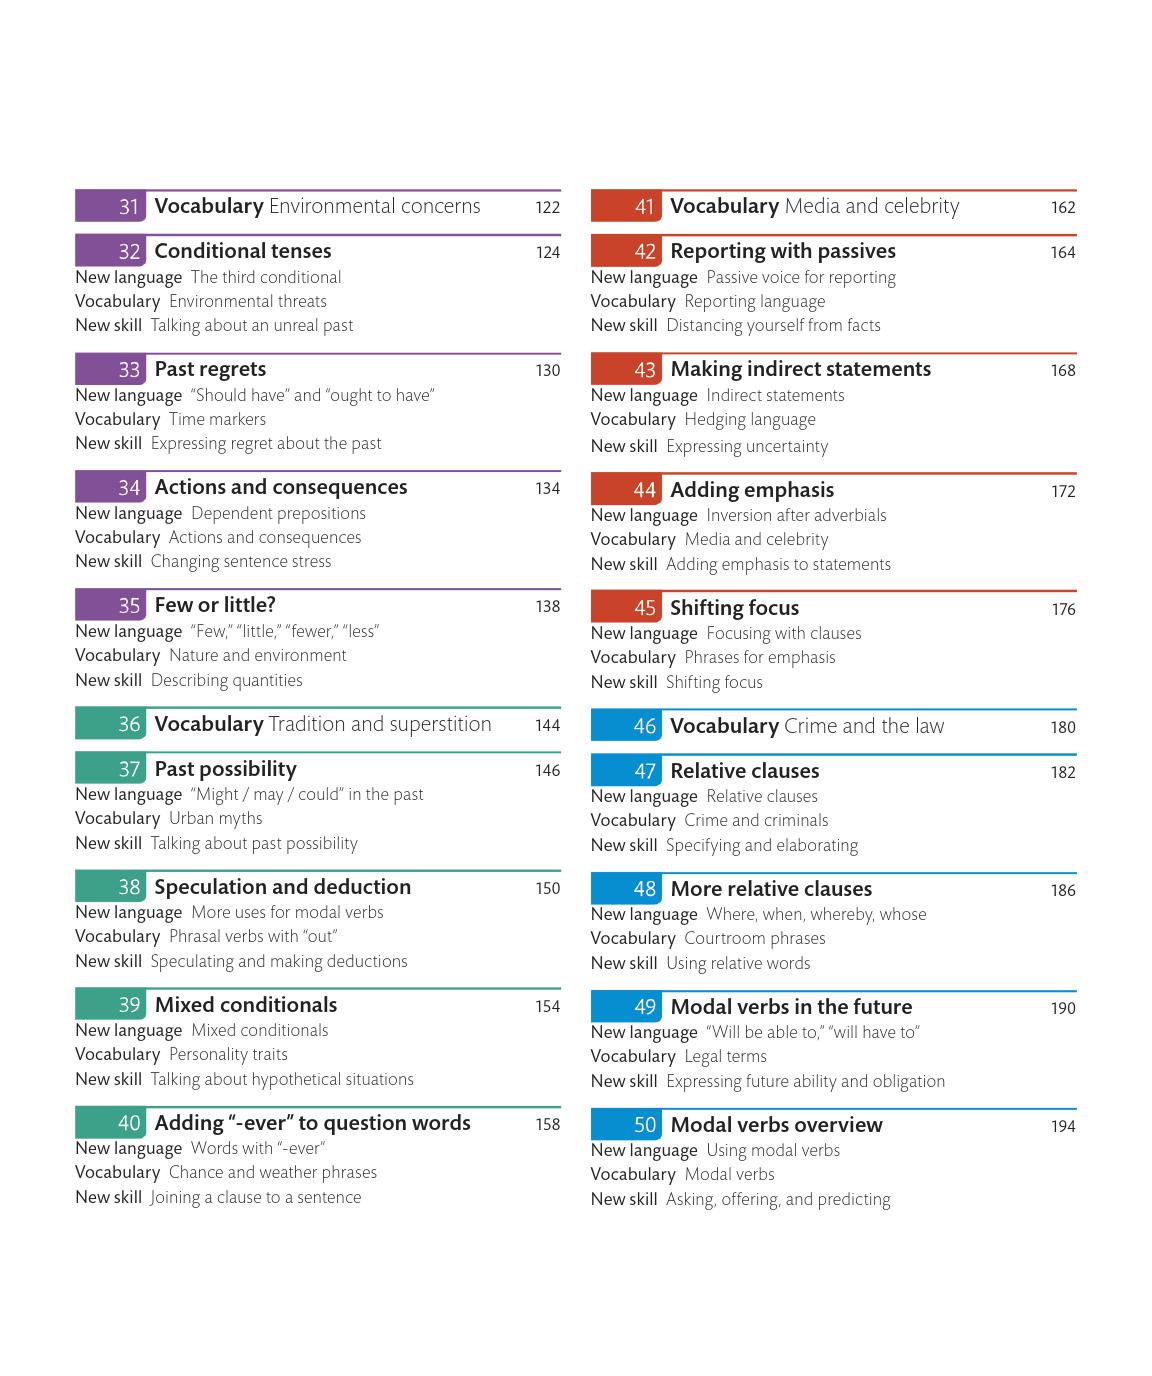 31 Vocabulary Environmental concerns 122
32 Conditional tenses 124
New language The third conditional
Vocabulary Environmental threats
New skill Talking about an unreal past
33 Past regrets 130
New language “Should have” and “ought to have”
Vocabulary Time markers
New skill Expressing regret about the past
34 Actions and consequences 134
New language Dependent prepositions
Vocabulary Actions and consequences
New skill Changing sentence stress
35 Few or little? 138
New language “Few,” “little,” “fewer,” “less”
Vocabulary Nature and environment
New skill Describing quantities
36 Vocabulary Tradition and superstition 144
37 Past possibility 146
New language “Might / may / could” in the past
Vocabulary Urban myths
New skill Talking about past possibility
38 Speculation and deduction 150
New language More uses for modal verbs
Vocabulary Phrasal verbs with “out”
New skill Speculating and making deductions
39 Mixed conditionals 154
New language Mixed conditionals
Vocabulary Personality traits
New skill Talking about hypothetical situations
40 Adding “-ever” to question words 158
New language Words with “-ever”
Vocabulary Chance and weather phrases
New skill Joining a clause to a sentence
41 Vocabulary Media and celebrity 162
42 Reporting with passives 164
New language Passive voice for reporting
Vocabulary Reporting language
New skill Distancing yourself from facts
43 Making indirect statements 168
New language Indirect statements
Vocabulary Hedging language
New skill Expressing uncertainty
44 Adding emphasis 172
New language Inversion after adverbials
Vocabulary Media and celebrity
New skill Adding emphasis to statements
45 Shifting focus 176
New language Focusing with clauses
Vocabulary Phrases for emphasis
New skill Shifting focus
46 Vocabulary Crime and the law 180
47 Relative clauses 182
New language Relative clauses
Vocabulary Crime and criminals
New skill Specifying and elaborating
48 More relative clauses 186
New language Where, when, whereby, whose
Vocabulary Courtroom phrases
New skill Using relative words
49 Modal verbs in the future 190
New language “Will be able to,” “will have to”
Vocabulary Legal terms
New skill Expressing future ability and obligation
50 Modal verbs overview 194
New language Using modal verbs
Vocabulary Modal verbs
New skill Asking, offering, and predicting